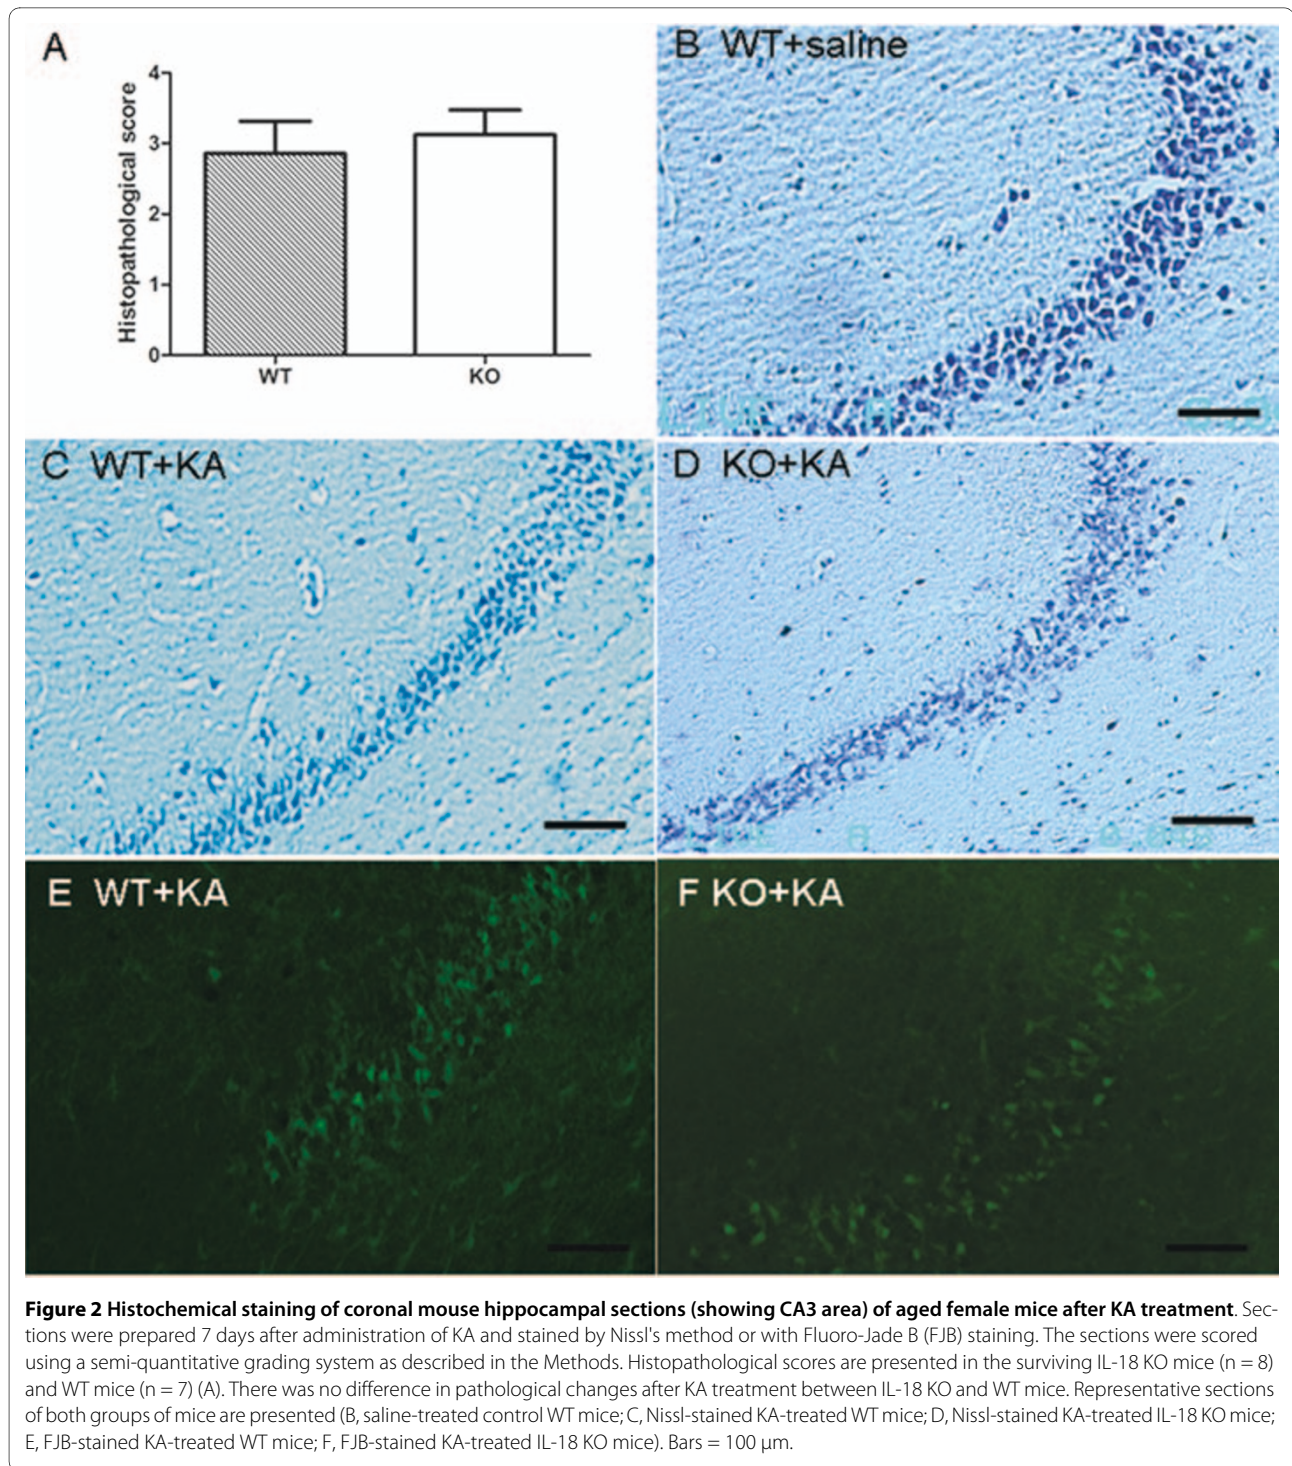 A
Histopathological score
4
3
2
1
0
WT
KO
B WT+saline
C WT+KA
D KO+KA
E WT+KA
F KO+KA
Figure 2 Histochemical staining of coronal mouse hippocampal sections (showing CA3 area) of aged female mice after KA treatment. Sec-
tions were prepared 7 days after administration of KA and stained by Nissl's method or with Fluoro-Jade B (FJB) staining. The sections were scored
using a semi-quantitative grading system as described in the Methods. Histopathological scores are presented in the surviving IL-18 KO mice (n = 8)
and WT mice (n = 7) (A). There was no difference in pathological changes after KA treatment between IL-18 KO and WT mice. Representative sections
of both groups of mice are presented (B, saline-treated control WT mice; C, Nissl-stained KA-treated WT mice; D, Nissl-stained KA-treated IL-18 KO mice;
E, FJB-stained KA-treated WT mice; F, FJB-stained KA-treated IL-18 KO mice). Bars = 100 μm.